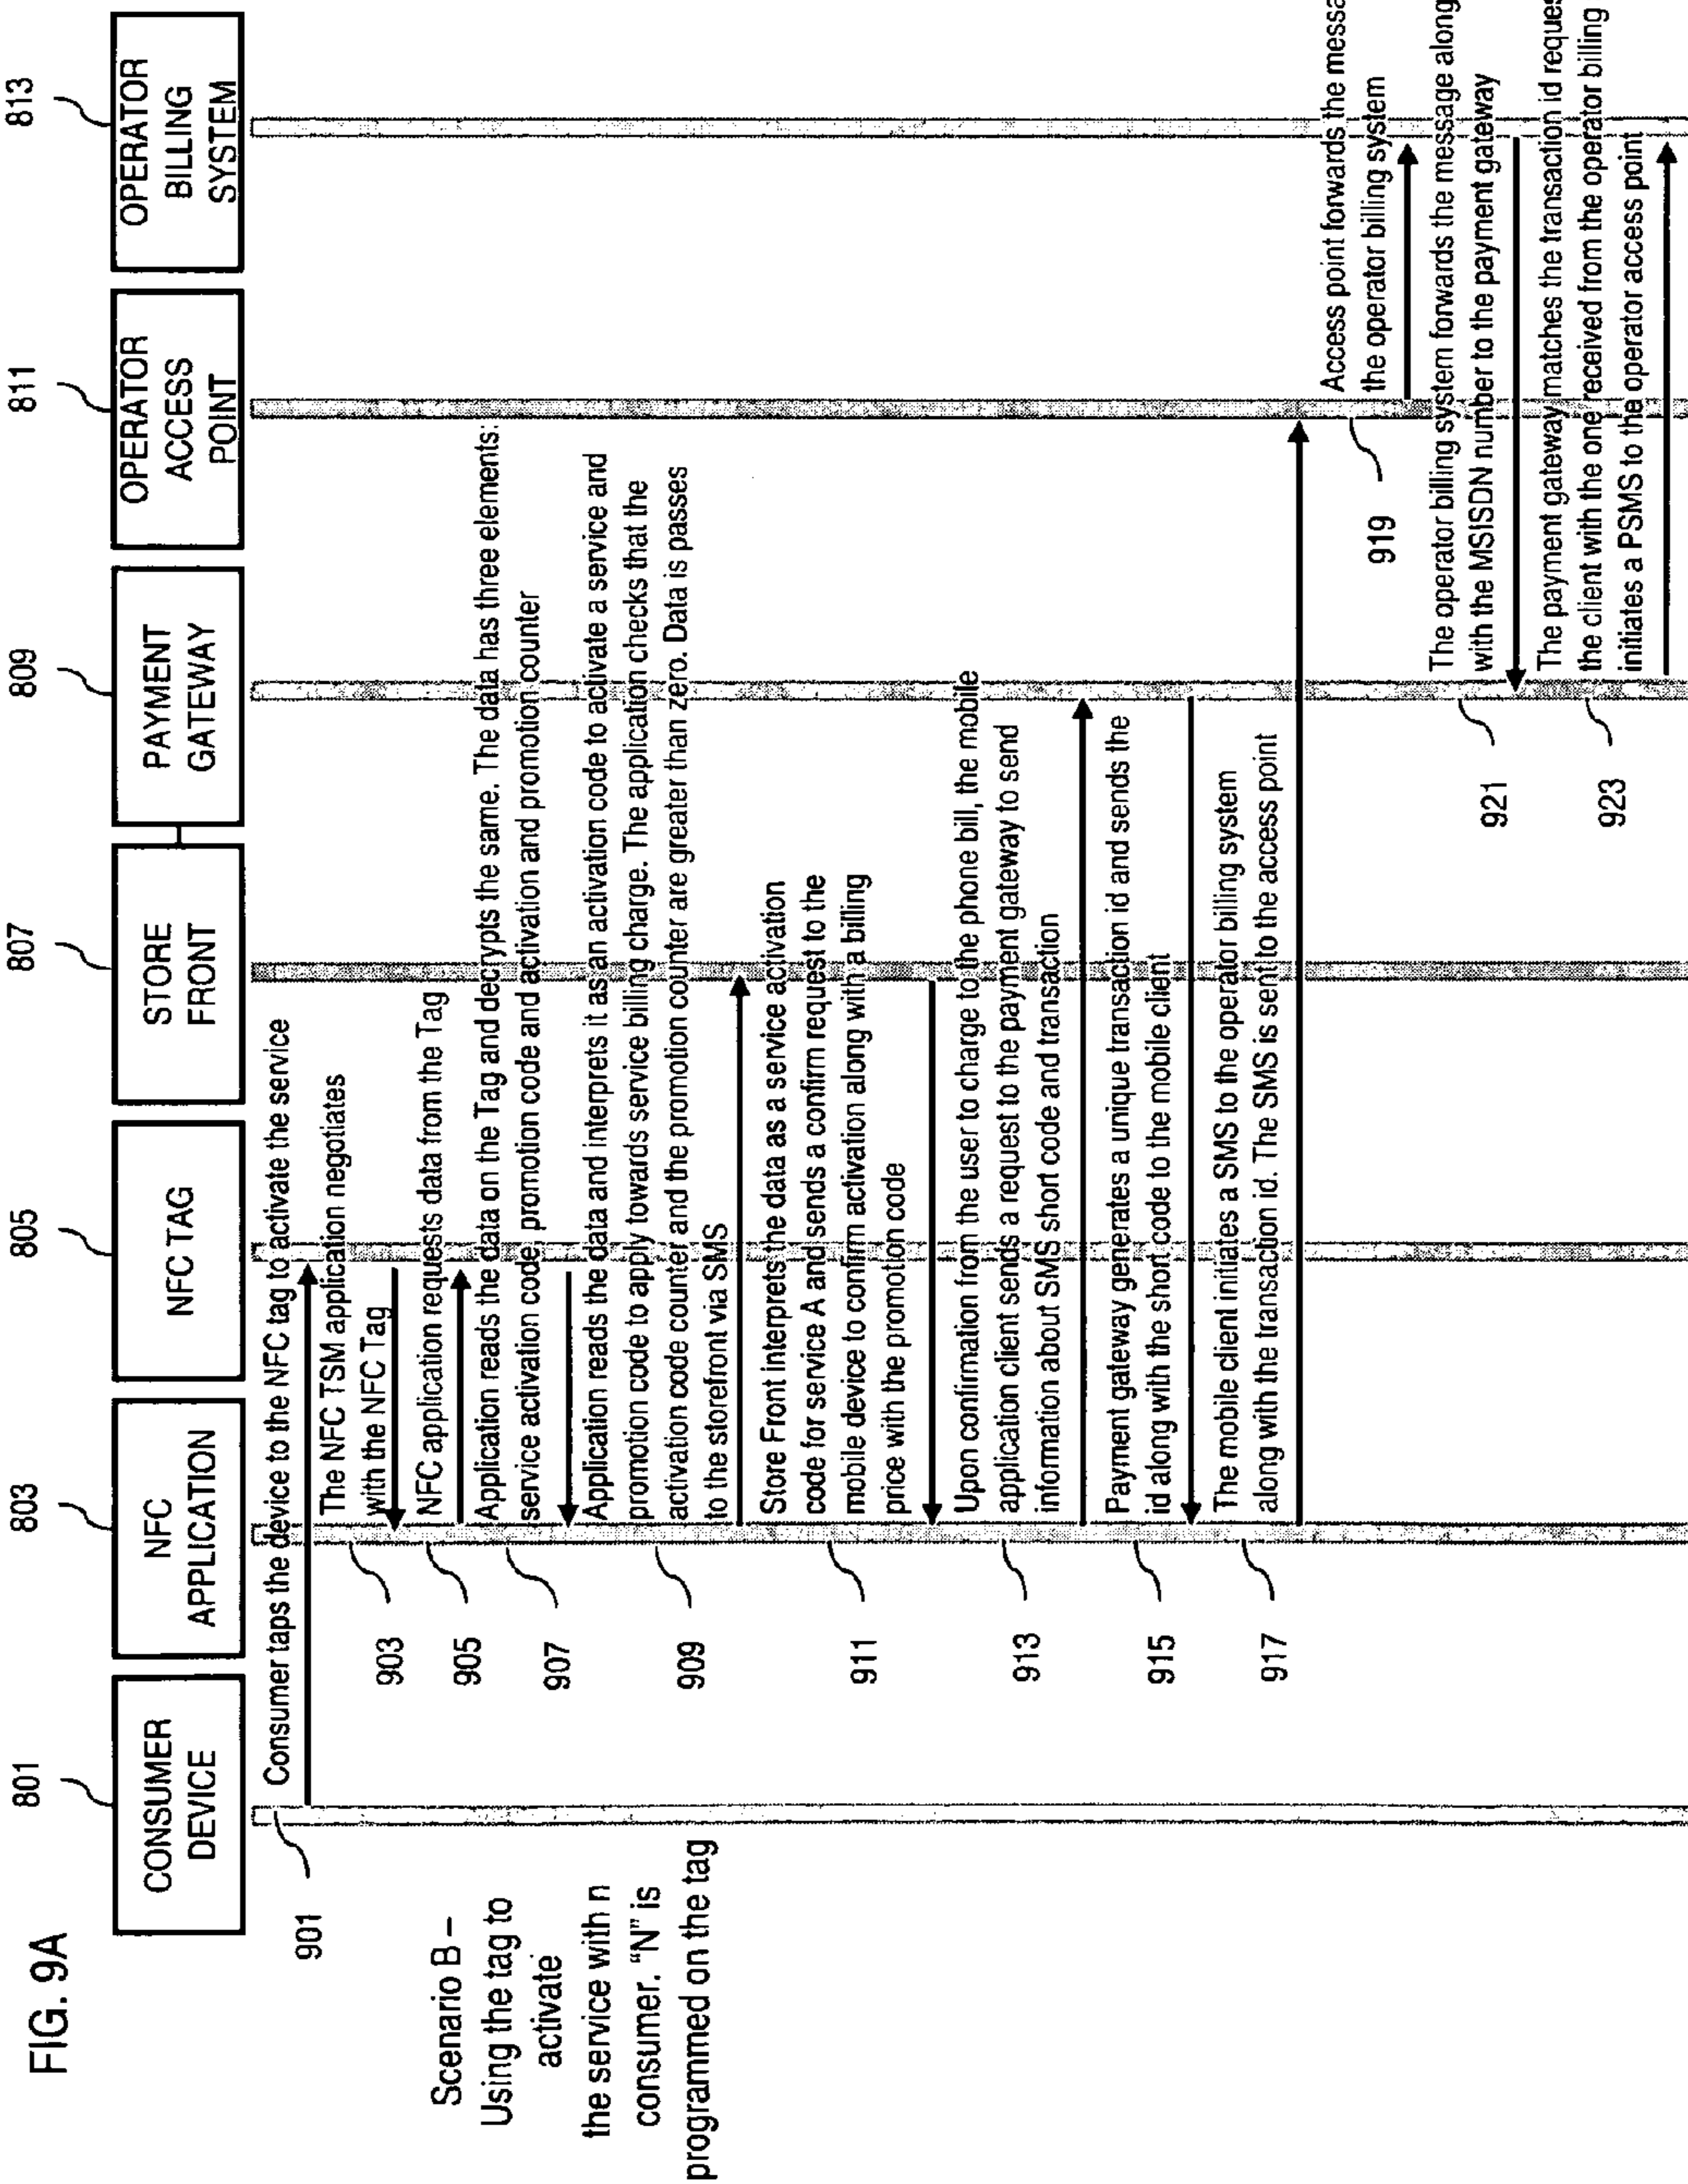 FIG. 9A
801
803
805
807
809
811
813
CONSUMER
DEVICE
NFC
APPLICATION
NFC TAG
STORE
FRONT
PAYMENT
GATEWAY
OPERATOR
ACCESS
POINT
OPERATOR
BILLING
SYSTEM
Scenario B –
Using the tag to
activate
the service with n
consumer. “N” is
programmed on the tag
901
Consumer taps the device to the NFC tag to activate the service
903
The NFC TSM application negotiates
with the NFC Tag
905
NFC application requests data from the Tag
907
Application reads the data on the Tag and decrypts the same. The data has three elements:
service activation code, promotion code and activation and promotion counter
909
Application reads the data and interprets it as an activation code to activate a service and
promotion code to apply towards service billing charge. The application checks that the
activation code counter and the promotion counter are greater than zero. Data is passes
to the storefront via SMS
911
Store Front interprets the data as a service activation
code for service A and sends a confirm request to the
mobile device to confirm activation along with a billing
price with the promotion code
913
Upon confirmation from the user to charge to the phone bill, the mobile
application client sends a request to the payment gateway to send
information about SMS short code and transaction
915
Payment gateway generates a unique transaction id and sends the
id along with the short code to the mobile client
917
The mobile client initiates a SMS to the operator billing system
along with the transaction id. The SMS is sent to the access point
919
Access point forwards the messa
the operator billing system
921
The operator billing system forwards the message along
with the MSISDN number to the payment gateway
923
The payment gateway matches the transaction id reques
the client with the one received from the operator billing
initiates a PSMS to the operator access point